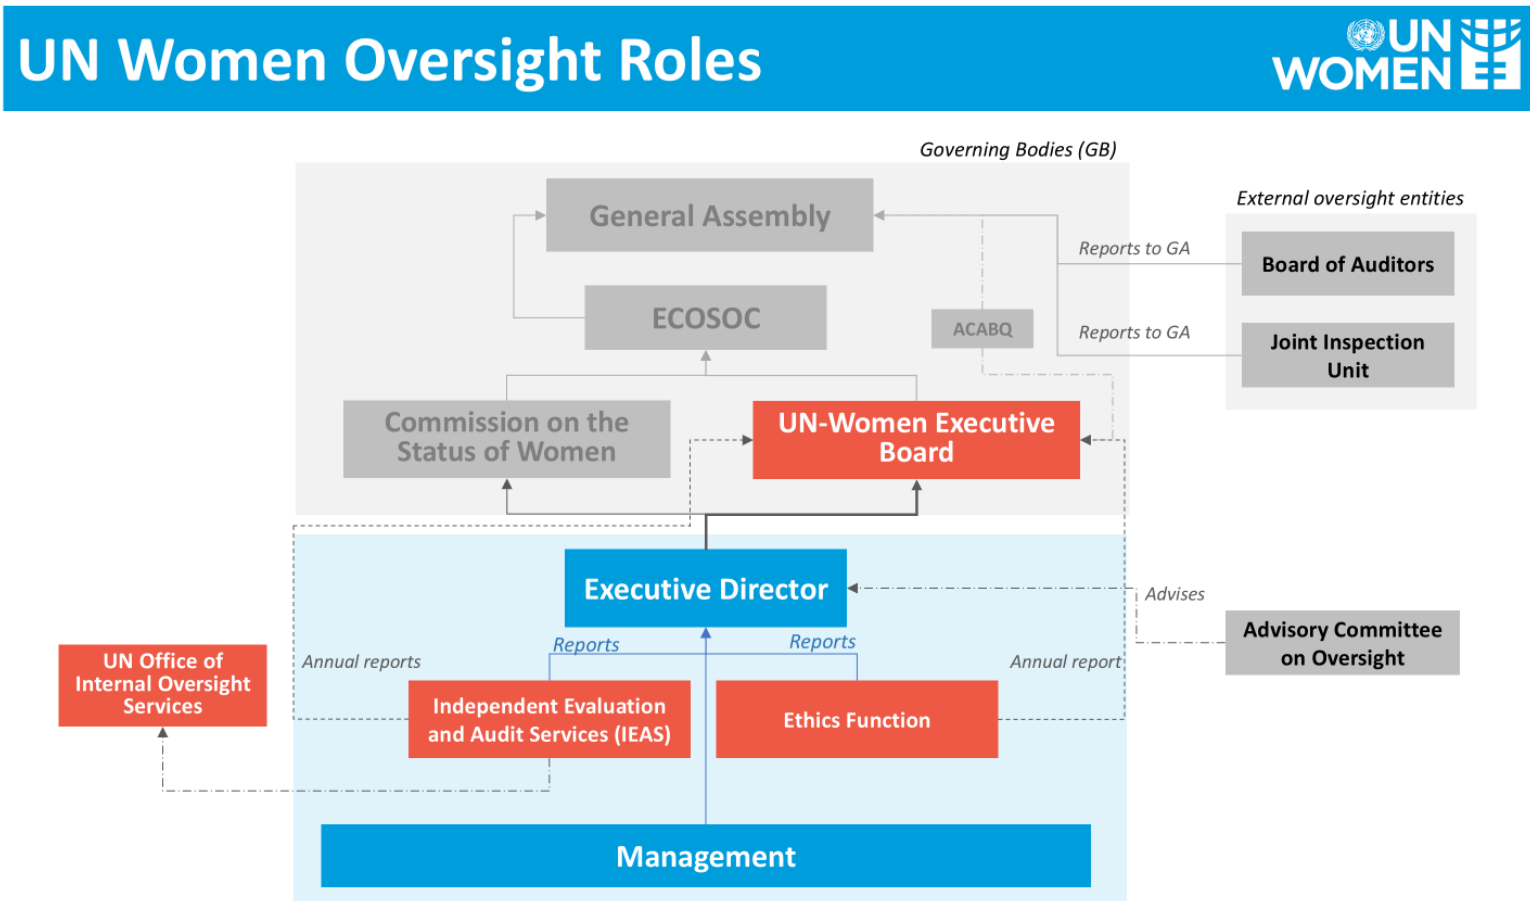 UN Women Oversight Roles
UN
WOMEN
Governing Bodies (GB)
General Assembly
External oversight entities
Reports to GA
Board of Auditors
ECOSOC
ACABQ
Reports to GA
Joint Inspection
Unit
Commission on the
Status of Women
UN-Women Executive
Board
Executive Director
Advises
Advisory Committee
on Oversight
Reports
Reports
Annual reports
Annual report
UN Office of
Internal Oversight
Services
Independent Evaluation
and Audit Services (IEAS)
Ethics Function
Management